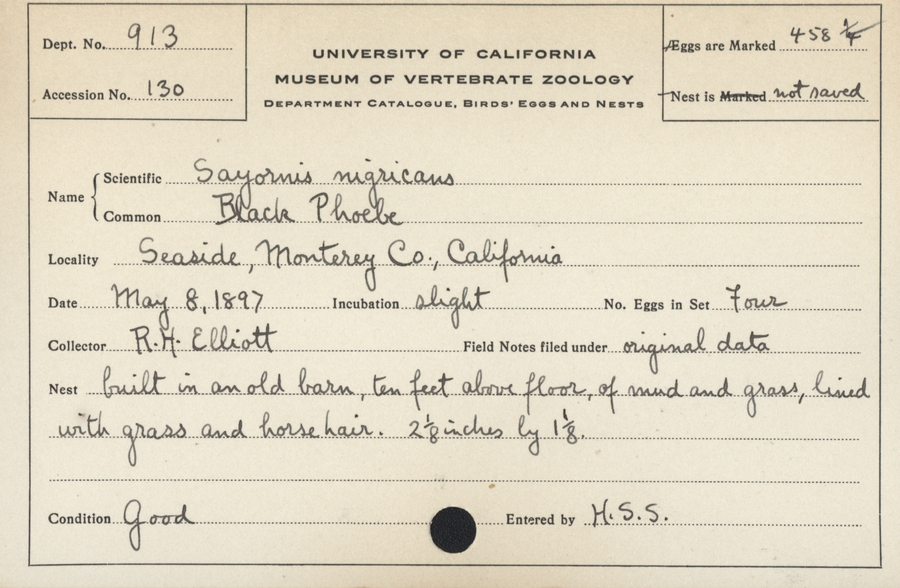 Dept. No. 913
Accession No. 130
UNIVERSITY OF CALIFORNIA
MUSEUM OF VERTEBRATE ZOOLOGY
DEPARTMENT CATALOGUE, BIRDS' EGGS AND NESTS
Eggs are Marked 458 1/4
Nest is Marked not saved
Name
Scientific Sayornis nigricans
Common Black Phoebe
Locality Seaside, Monterey Co., California
Date May 8, 1897 Incubation slight No. Eggs in Set Four
Collector R.H. Elliott Field Notes filed under original data
Nest built in an old barn, ten feet above floor, of mud and grass, lined
with grass and horse hair. 2 1/8 inches by 1 1/8.
Condition Good Entered by H.S.S.